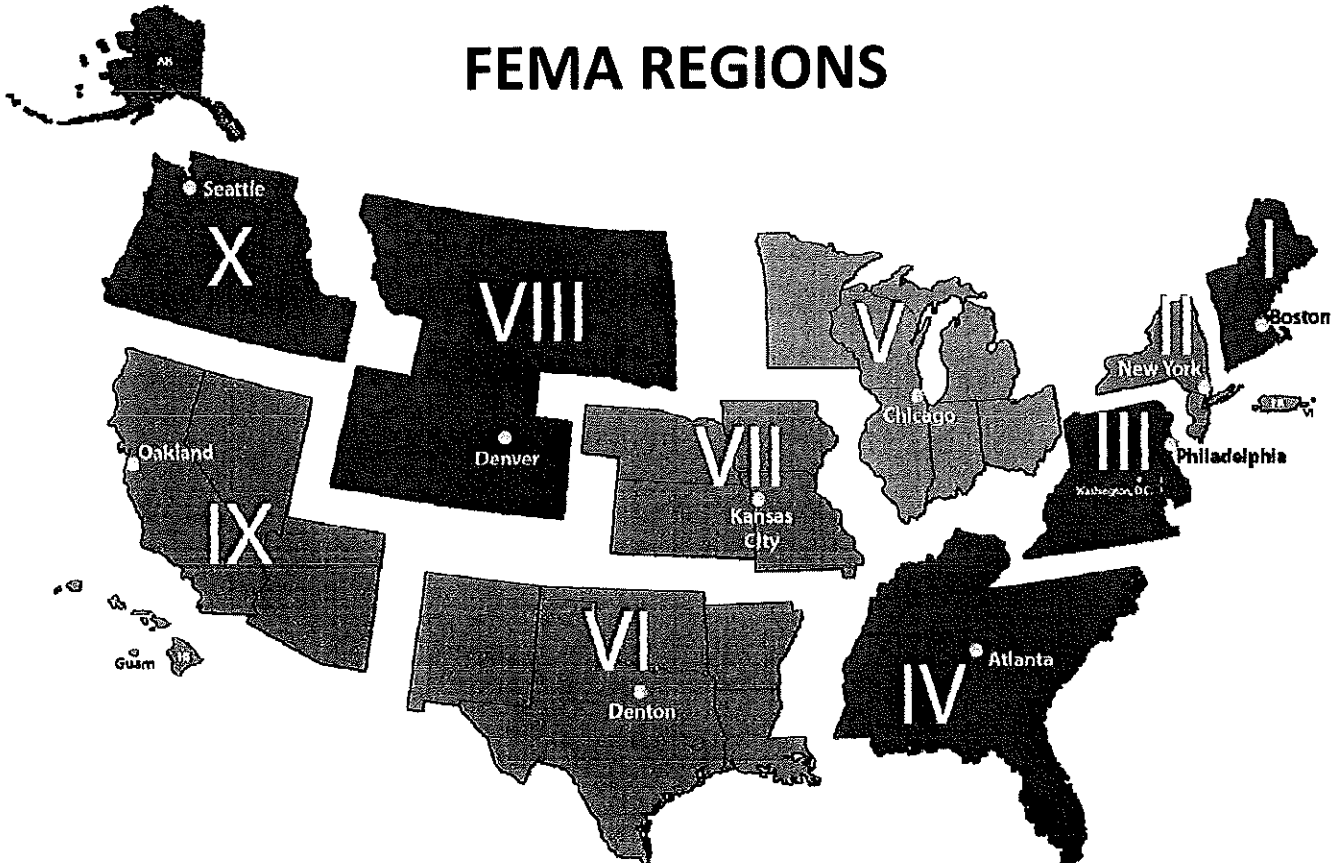 FEMA REGIONS
AK
Seattle
X
VIII
I
V
II
Boston
New York
Chicago
Oakland
Denver
VII
III
Philadelphia
Washington, D.C.
Kansas
City
IX
VI
Guam
Atlanta
IV
Denton